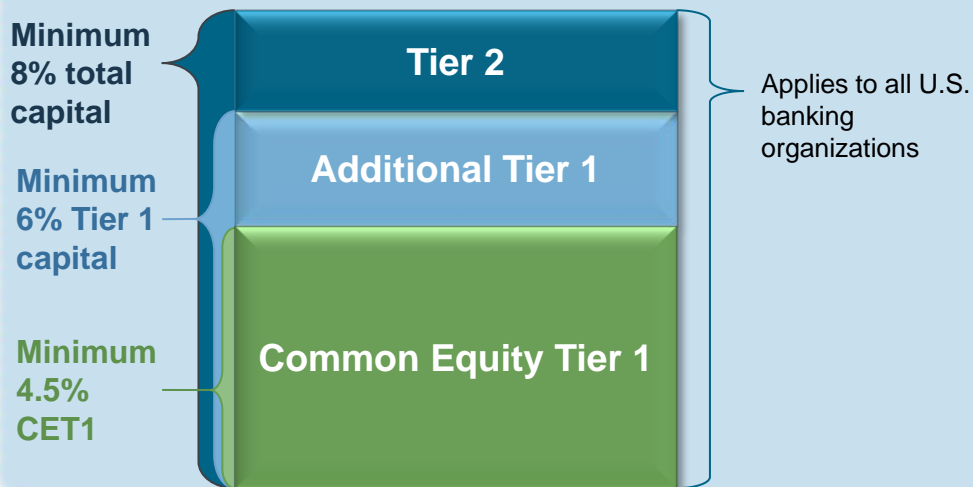 Minimum
8% total
capital
Tier 2
Applies to all U.S.
banking
organizations
Additional Tier 1
Minimum
6% Tier 1
capital
Common Equity Tier 1
Minimum
4.5%
CET1